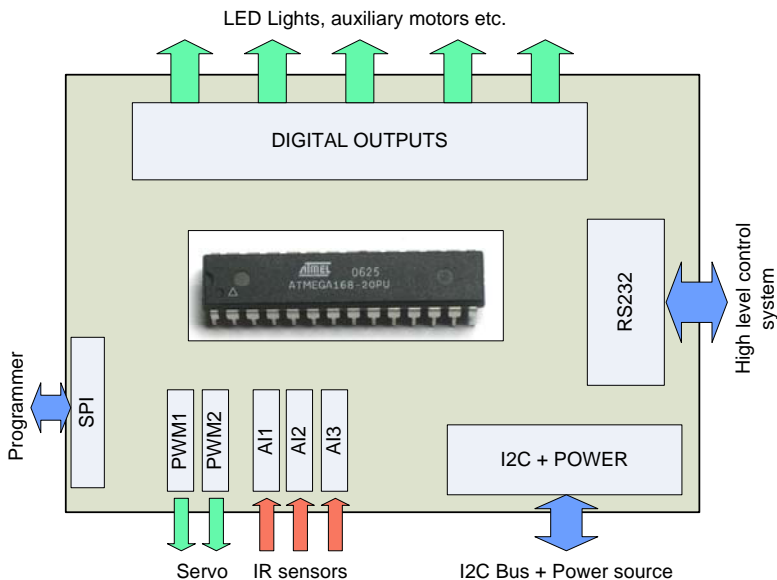 LED Lights, auxiliary motors etc.
DIGITAL OUTPUTS
ATMEL 0625
ATMEGA168-20PU
RS232
High level control
system
Programmer
SPI
PWM1
PWM2
AI1
AI2
AI3
I2C + POWER
Servo
IR sensors
I2C Bus + Power source